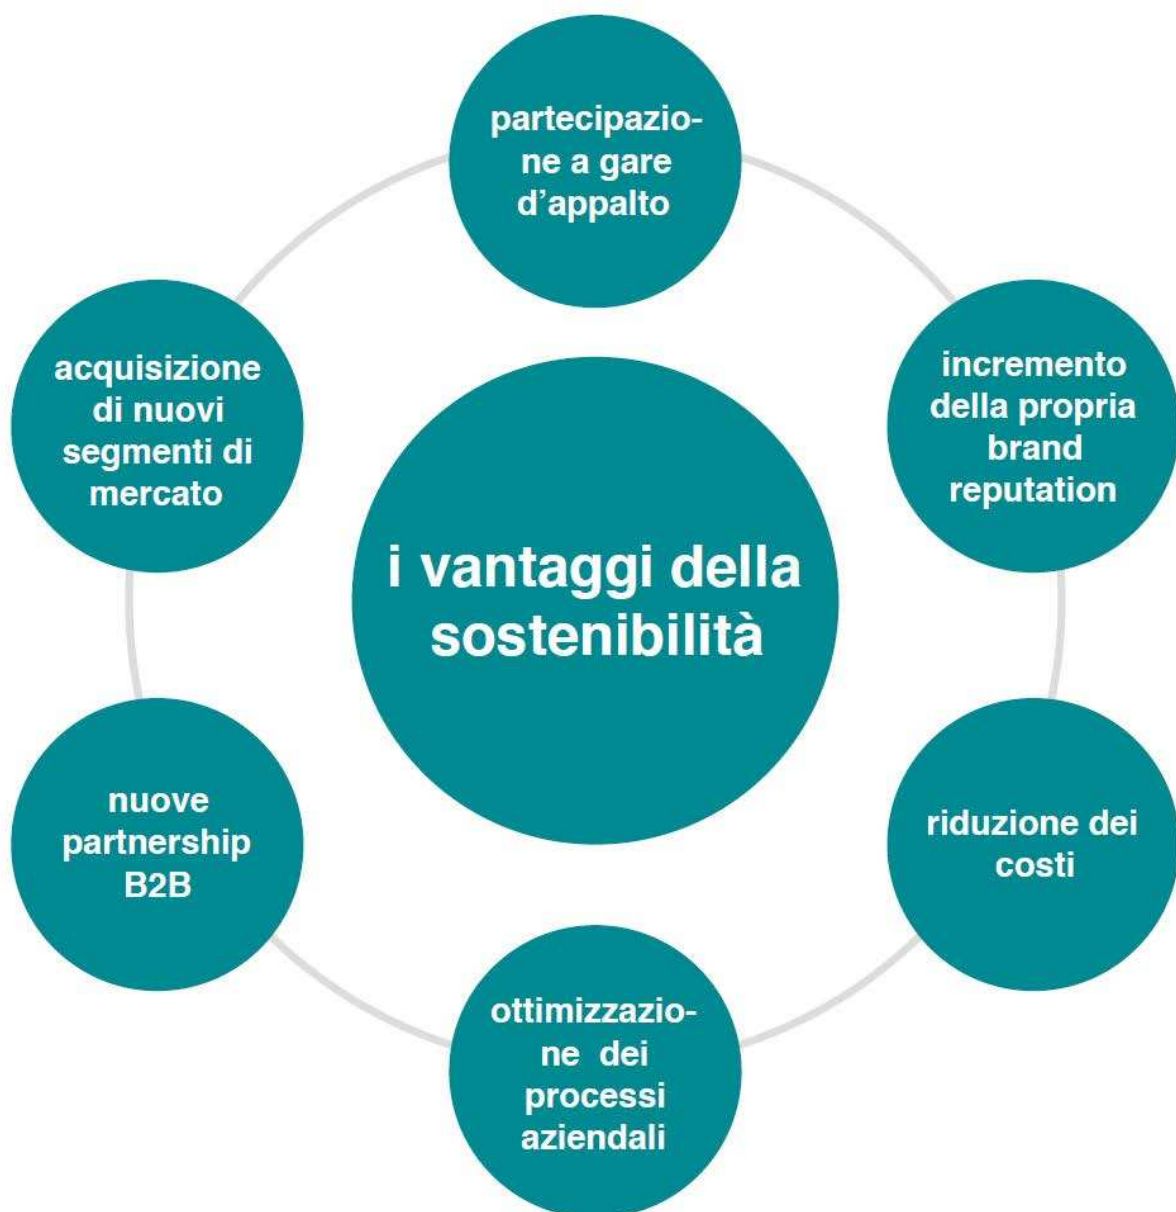 partecipazio-
ne a gare
d’appalto
incremento
della propria
brand
reputation
riduzione dei
costi
ottimizzazio-
ne  dei
processi
aziendali
nuove
partnership
B2B
acquisizione
di nuovi
segmenti di
mercato
i vantaggi della
sostenibilità